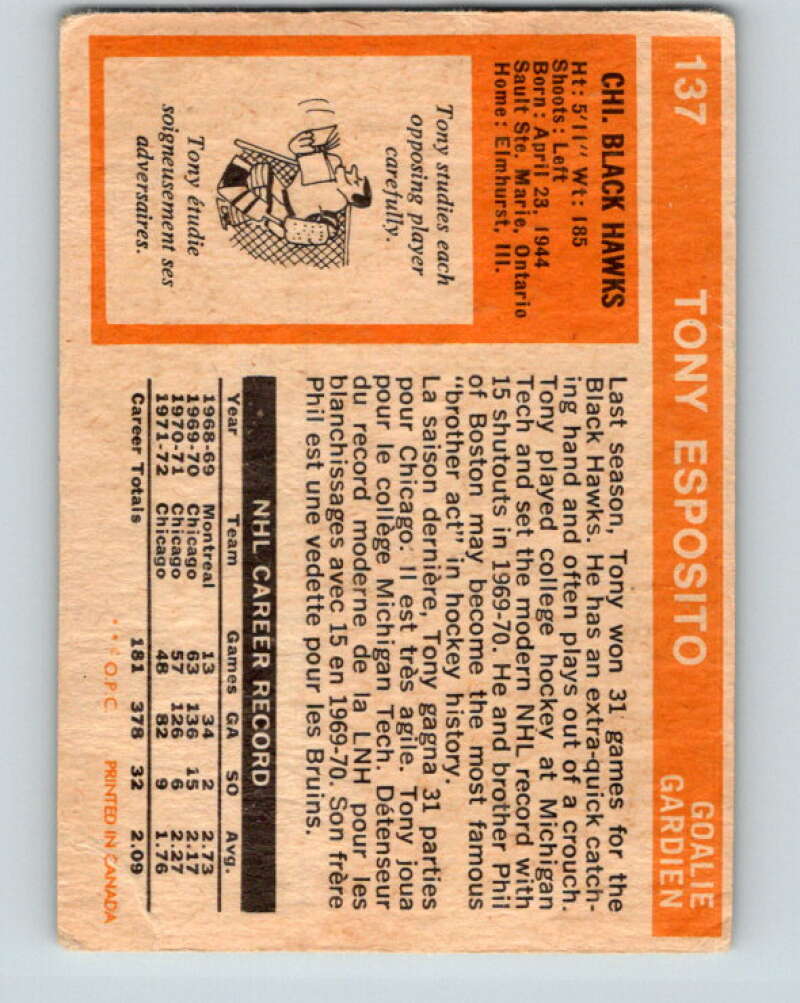 137 TONY ESPOSITO GOALIE
GARDIEN
CHI. BLACK HAWKS
Ht: 5'11" Wt: 185
Shoots: Left
Born: April 23, 1944
Sault Ste. Marie, Ontario
Home: Elmhurst, Ill.
Tony studies each
opposing player
carefully.
Tony étudie
soigneusement ses
adversaires.
Last season, Tony won 31 games for the
Black Hawks. He has an extra-quick catch-
ing hand and often plays out of a crouch.
Tony played college hockey at Michigan
Tech and set the modern NHL record with
15 shutouts in 1969-70. He and brother Phil
of Boston may become the most famous
"brother act" in hockey history.
La saison dernière, Tony gagna 31 parties
pour Chicago. Il est très agile. Tony joua
pour le collège Michigan Tech. Détenseur
du record moderne de la LNH pour les
blanchissages avec 15 en 1969-70. Son frère
Phil est une vedette pour les Bruins.
NHL CAREER RECORD
Year Team Games GA SO Avg.
1968-69 Montreal 13 34 2 2.73
1969-70 Chicago 63 136 15 2.17
1970-71 Chicago 57 126 6 2.27
1971-72 Chicago 48 82 9 1.76
Career Totals 181 378 32 2.09
***O.P.C. PRINTED IN CANADA